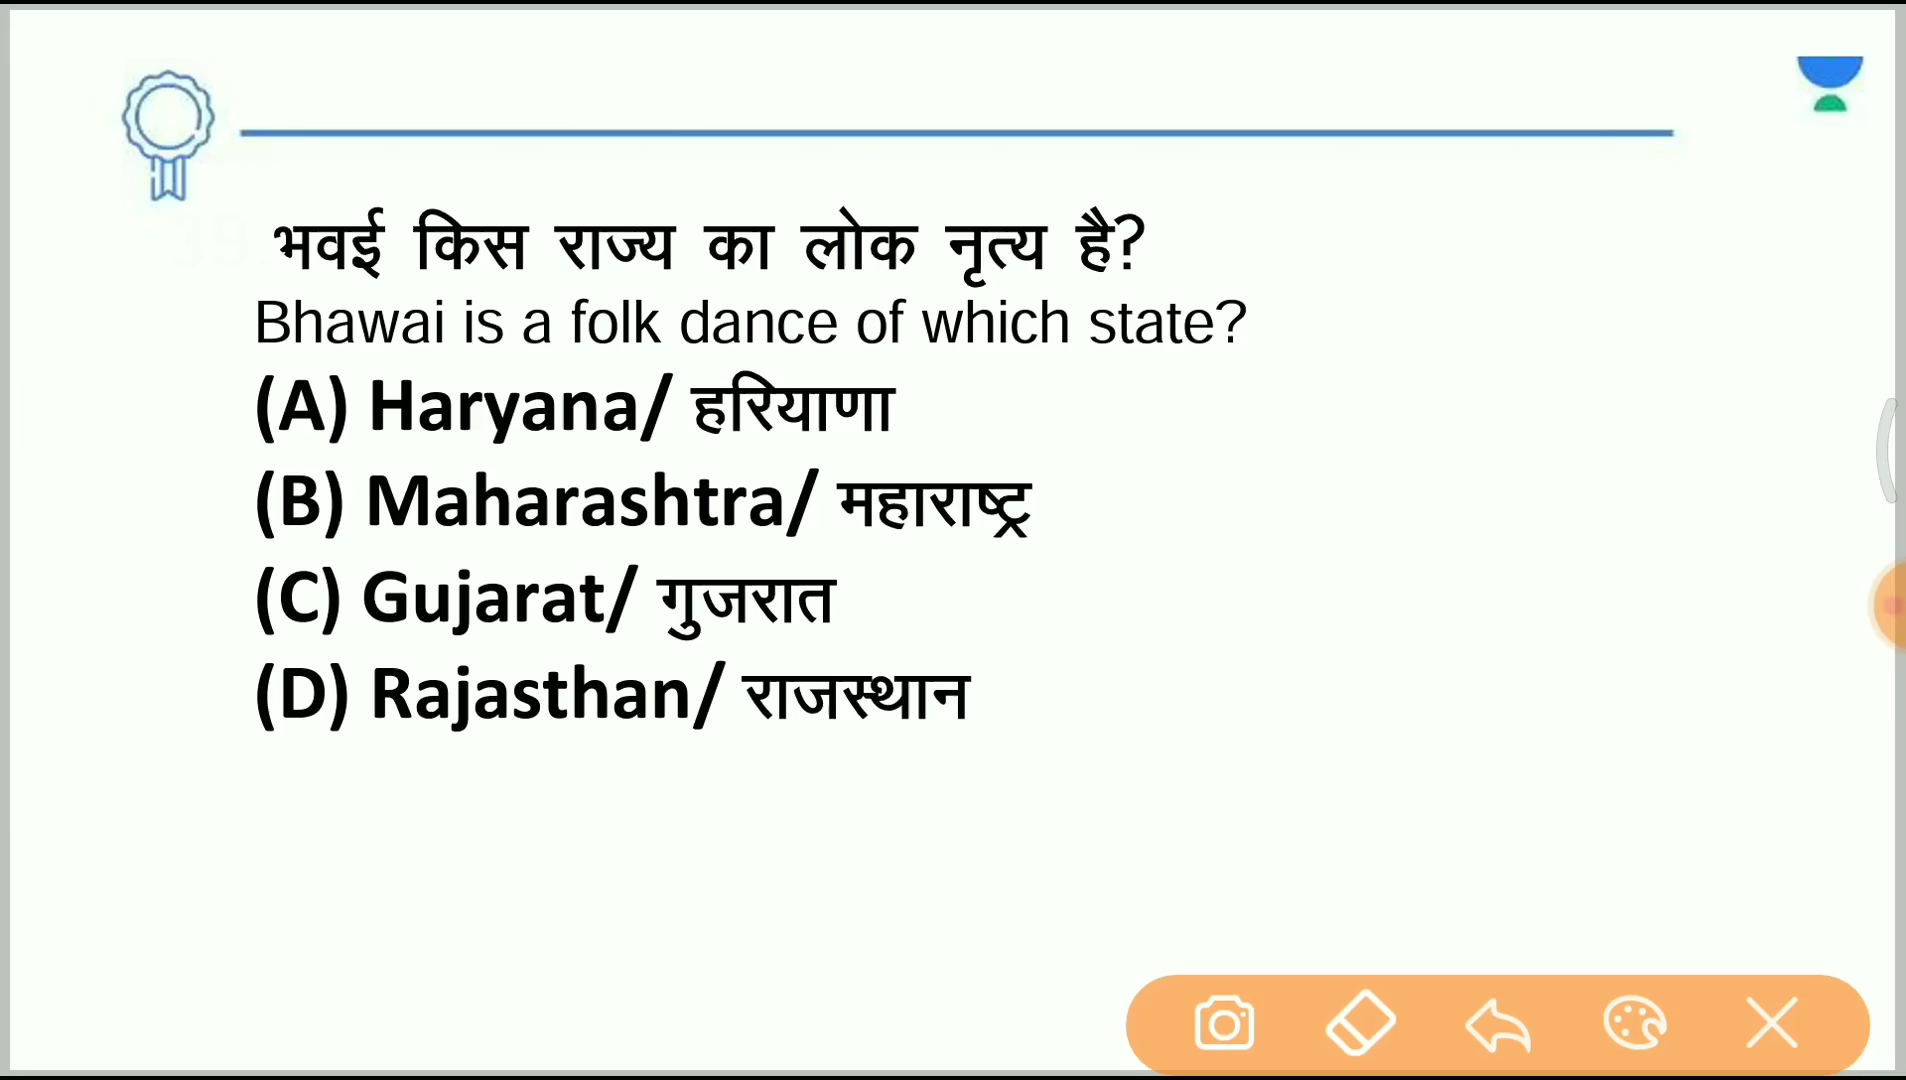 भवई किस राज्य का लोक नृत्य है?
Bhawai is a folk dance of which state?
(A) Haryana/ हरियाणा
(B) Maharashtra/ महाराष्ट्र
(C) Gujarat/ गुजरात
(D) Rajasthan/ राजस्थान